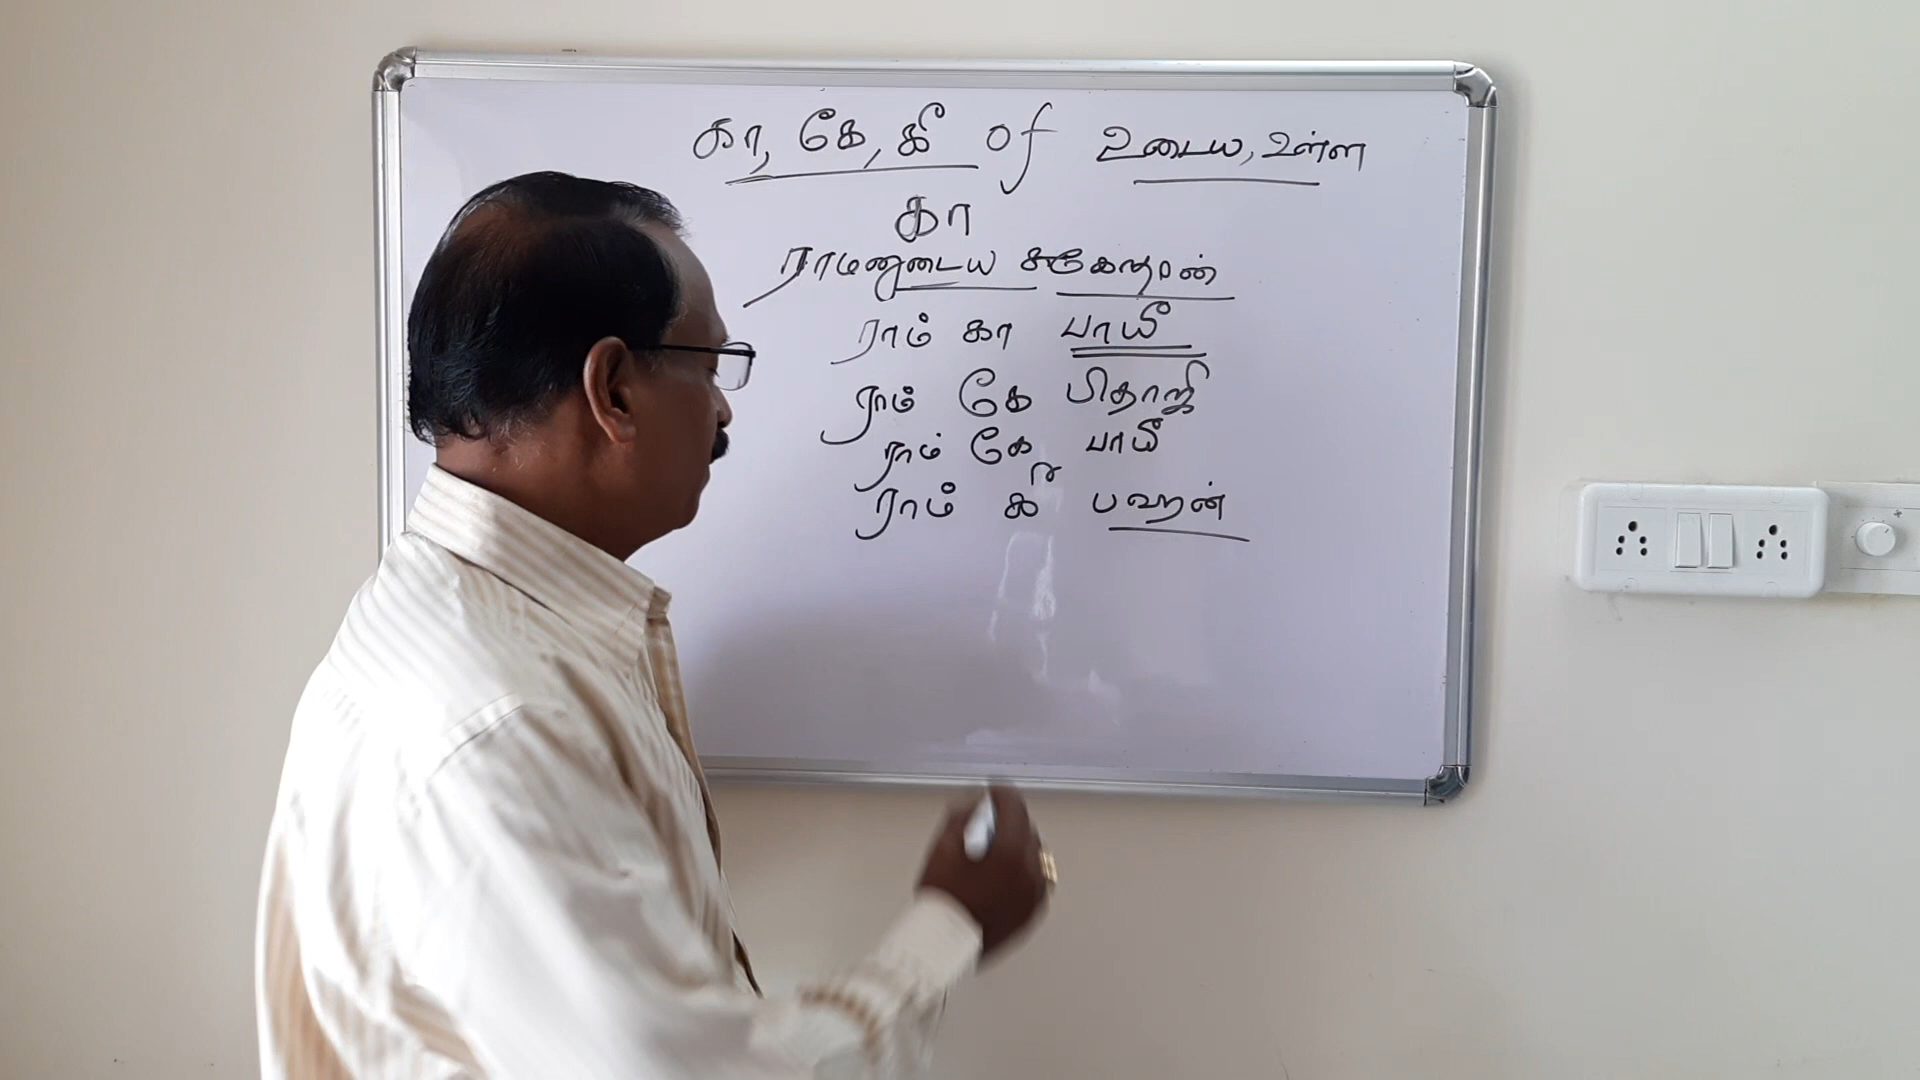 கா, கே, கீ of உடைய, உள்ள
கா
ராமனுடைய சகோதரன்
ராம் கா பாயீ
ராம் கே பிதாஜி
ராம் கே பாயீ
ராம் கீ பஹன்